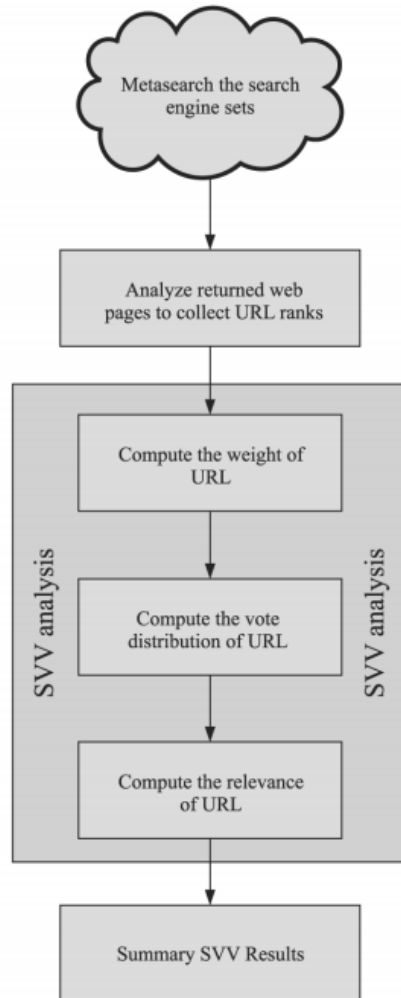 Metasearch the search
engine sets
Analyze returned web
pages to collect URL ranks
Compute the weight of
URL
SVV analysis
Compute the vote
distribution of URL
SVV analysis
Compute the relevance
of URL
Summary SVV Results